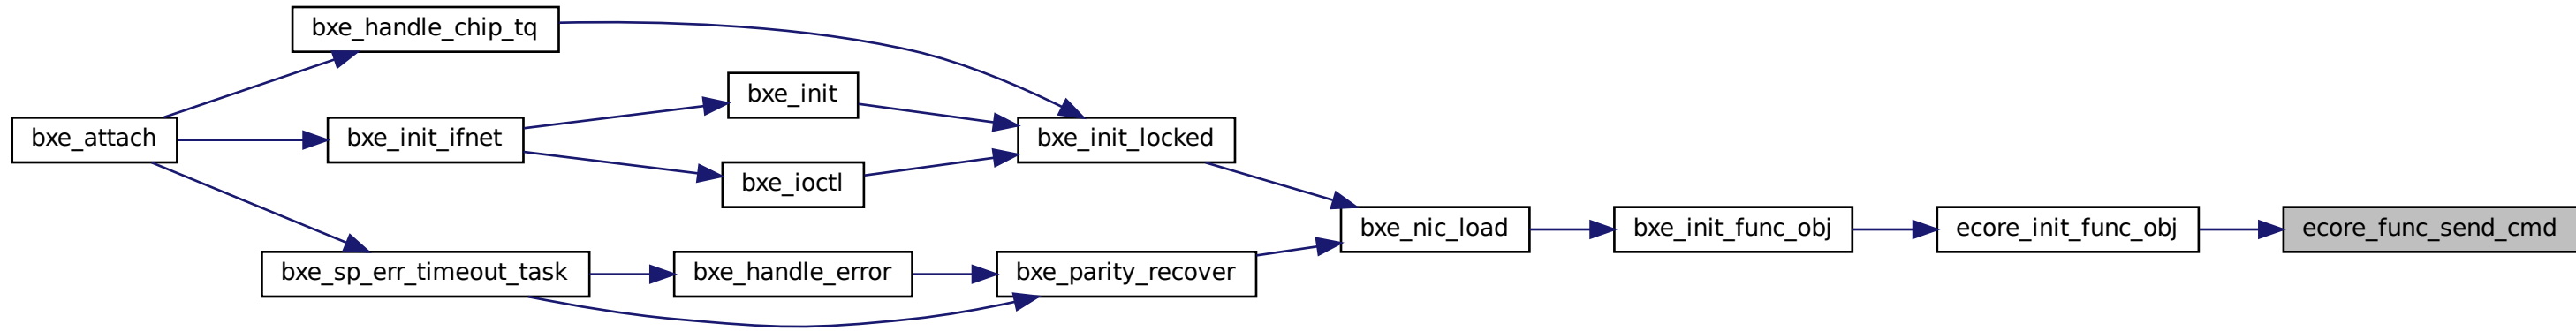 bxe_handle_chip_tq
bxe_init
bxe_attach
bxe_init_ifnet
bxe_init_locked
bxe_ioctl
bxe_nic_load
bxe_init_func_obj
ecore_init_func_obj
ecore_func_send_cmd
bxe_sp_err_timeout_task
bxe_handle_error
bxe_parity_recover